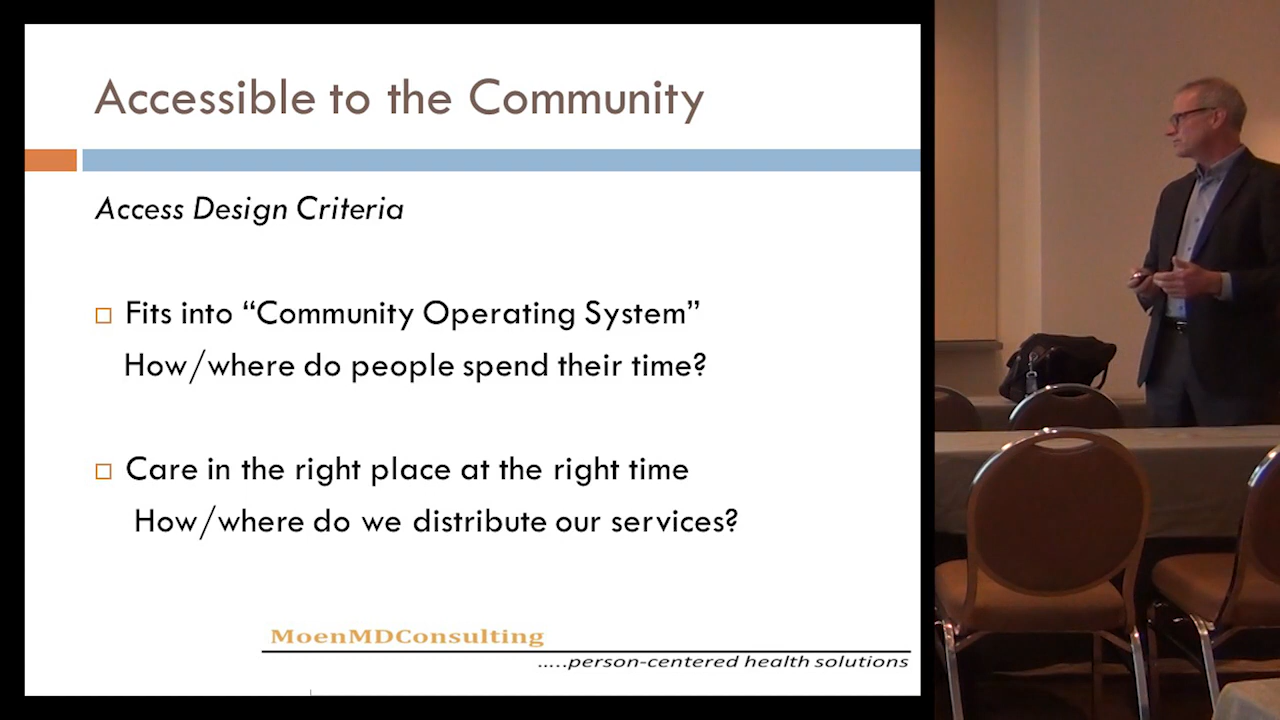 Accessible to the Community
Access Design Criteria
Fits into “Community Operating System”
How/where do people spend their time?
Care in the right place at the right time
How/where do we distribute our services?
MoenMDConsulting
.....person-centered health solutions